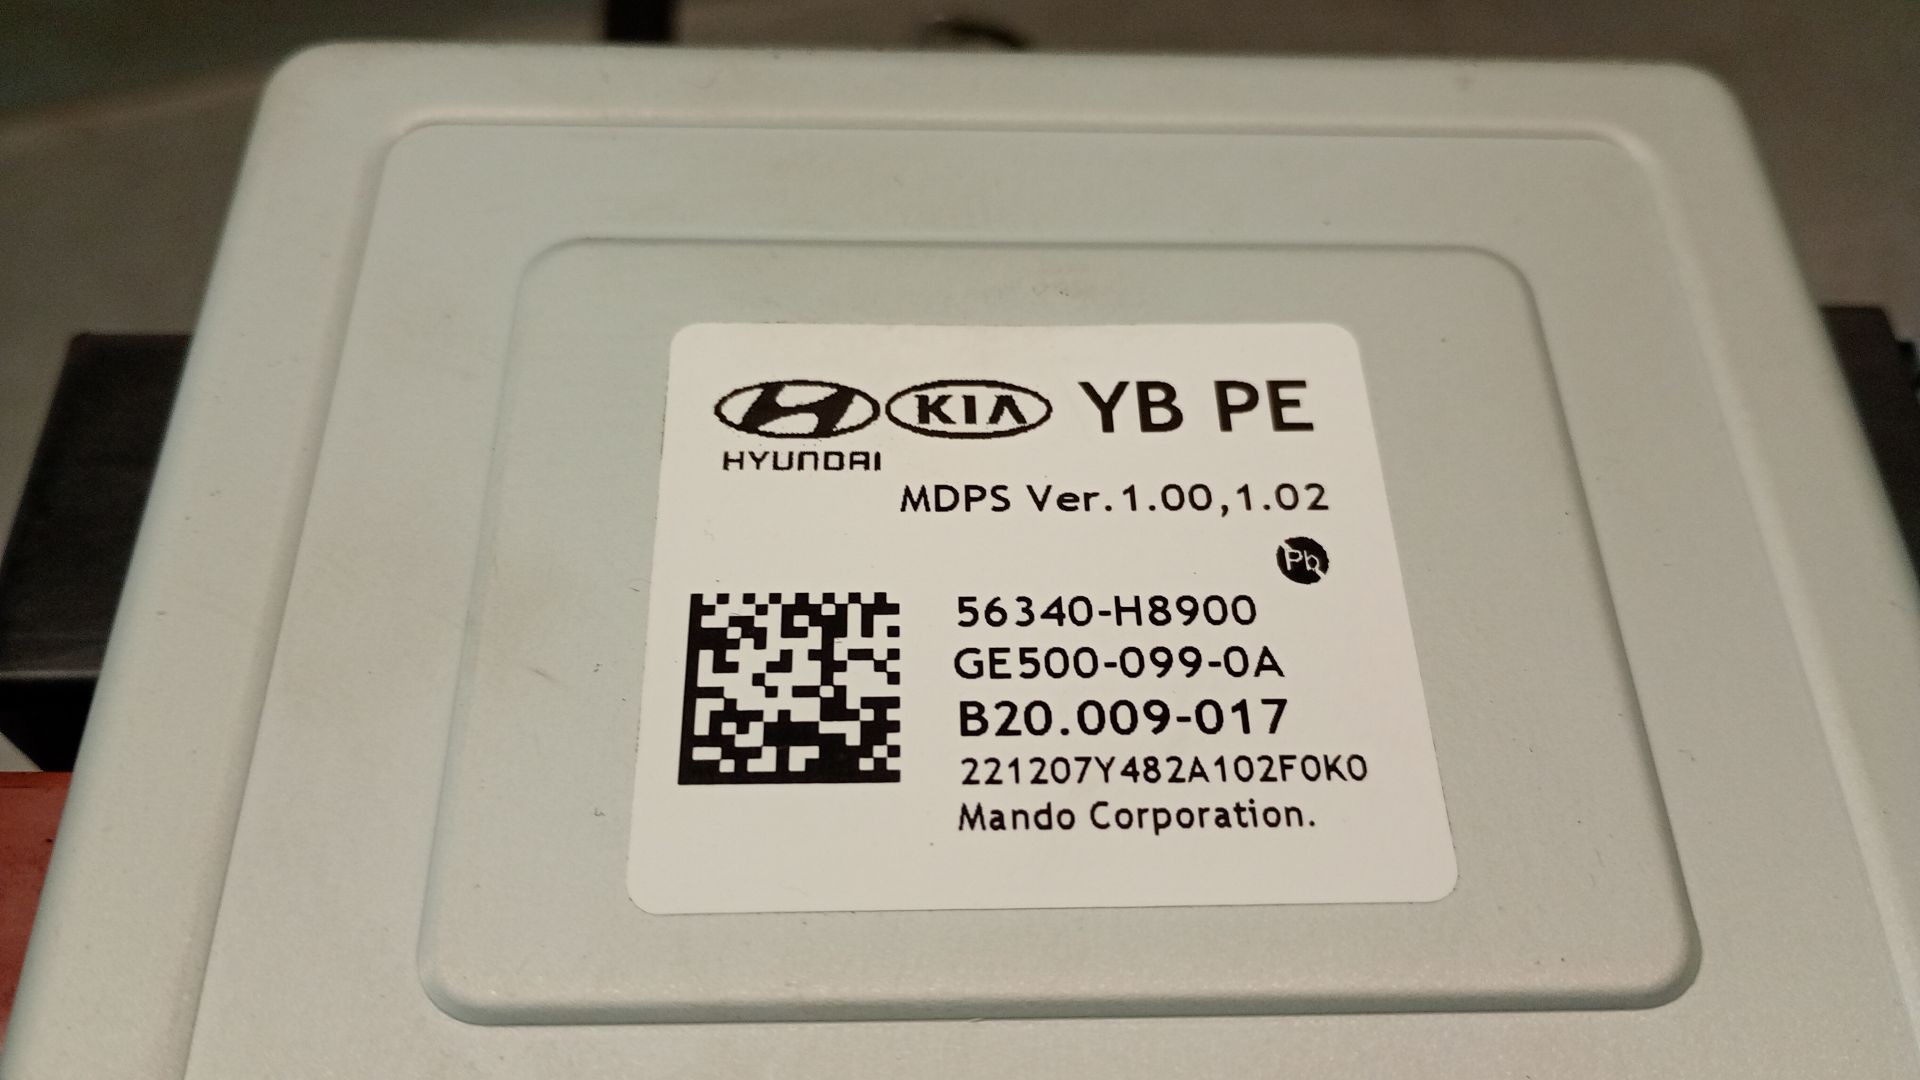 KIA YB PE
HYUNDAI
MDPS Ver.1.00,1.02
Pb
56340-H8900
GE500-099-0A
B20.009-017
221207Y482A102F0K0
Mando Corporation.